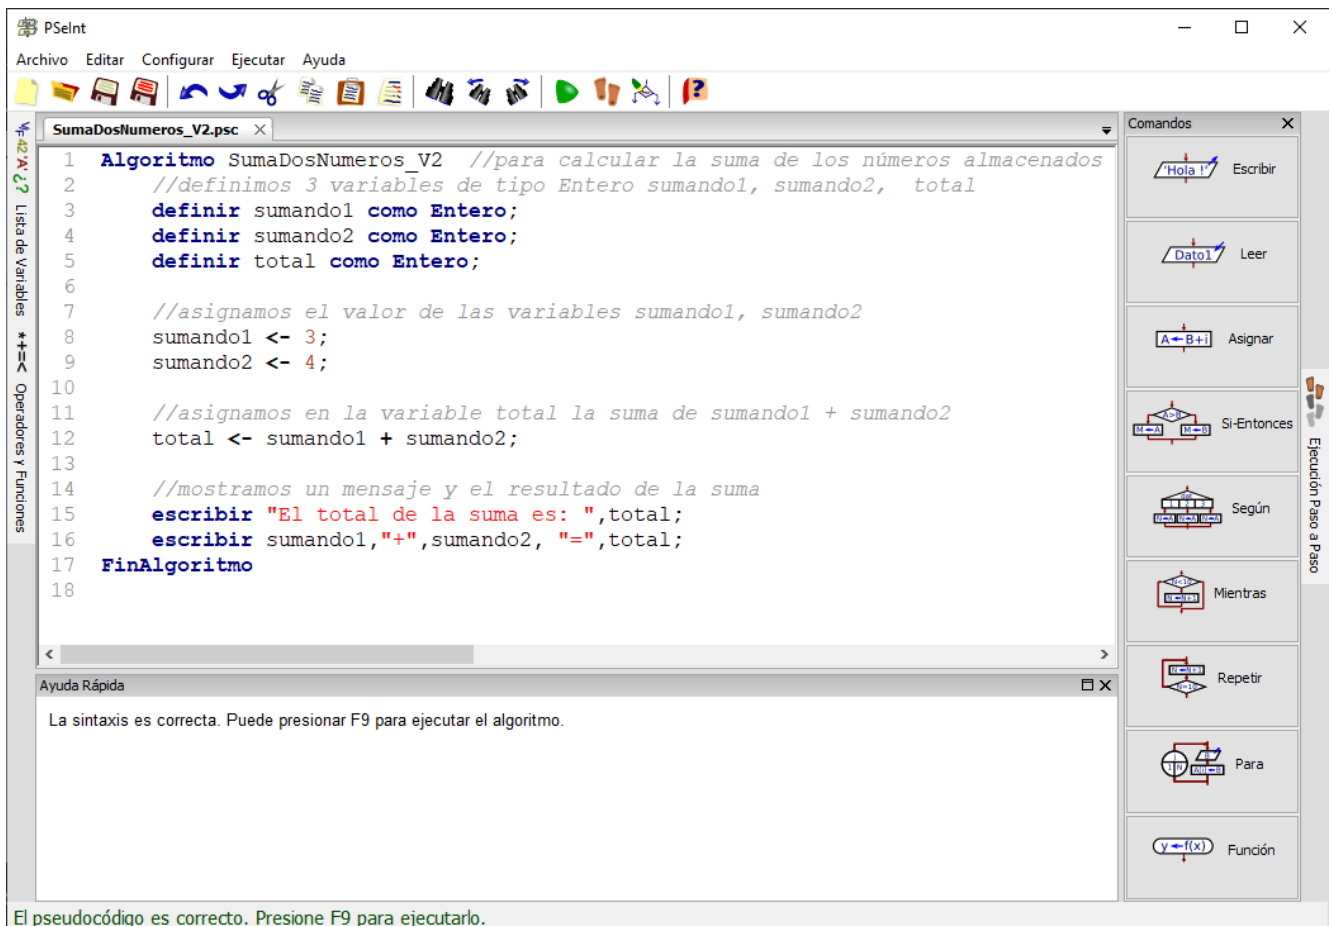 PSeInt
Archivo Editar Configurar Ejecutar Ayuda
SumaDosNumeros_V2.psc
1 Algoritmo SumaDosNumeros_V2 //para calcular la suma de los números almacenados
2 //definimos 3 variables de tipo Entero sumando1, sumando2, total
3 definir sumando1 como Entero;
4 definir sumando2 como Entero;
5 definir total como Entero;
6
7 //asignamos el valor de las variables sumando1, sumando2
8 sumando1 <- 3;
9 sumando2 <- 4;
10
11 //asignamos en la variable total la suma de sumando1 + sumando2
12 total <- sumando1 + sumando2;
13
14 //mostramos un mensaje y el resultado de la suma
15 escribir "El total de la suma es: ",total;
16 escribir sumando1,"+",sumando2, "=",total;
17 FinAlgoritmo
18
42 'A' ¿? Lista de Variables
*+=< Operadores y Funciones
Ayuda Rápida
La sintaxis es correcta. Puede presionar F9 para ejecutar el algoritmo.
Comandos
'Hola !' Escribir
Dato1 Leer
A←B+i Asignar
A>B M←A M←B Si-Entonces
Según
Mientras
Repetir
Para
y←f(x) Función
Ejecución Paso a Paso
El pseudocódigo es correcto. Presione F9 para ejecutarlo.